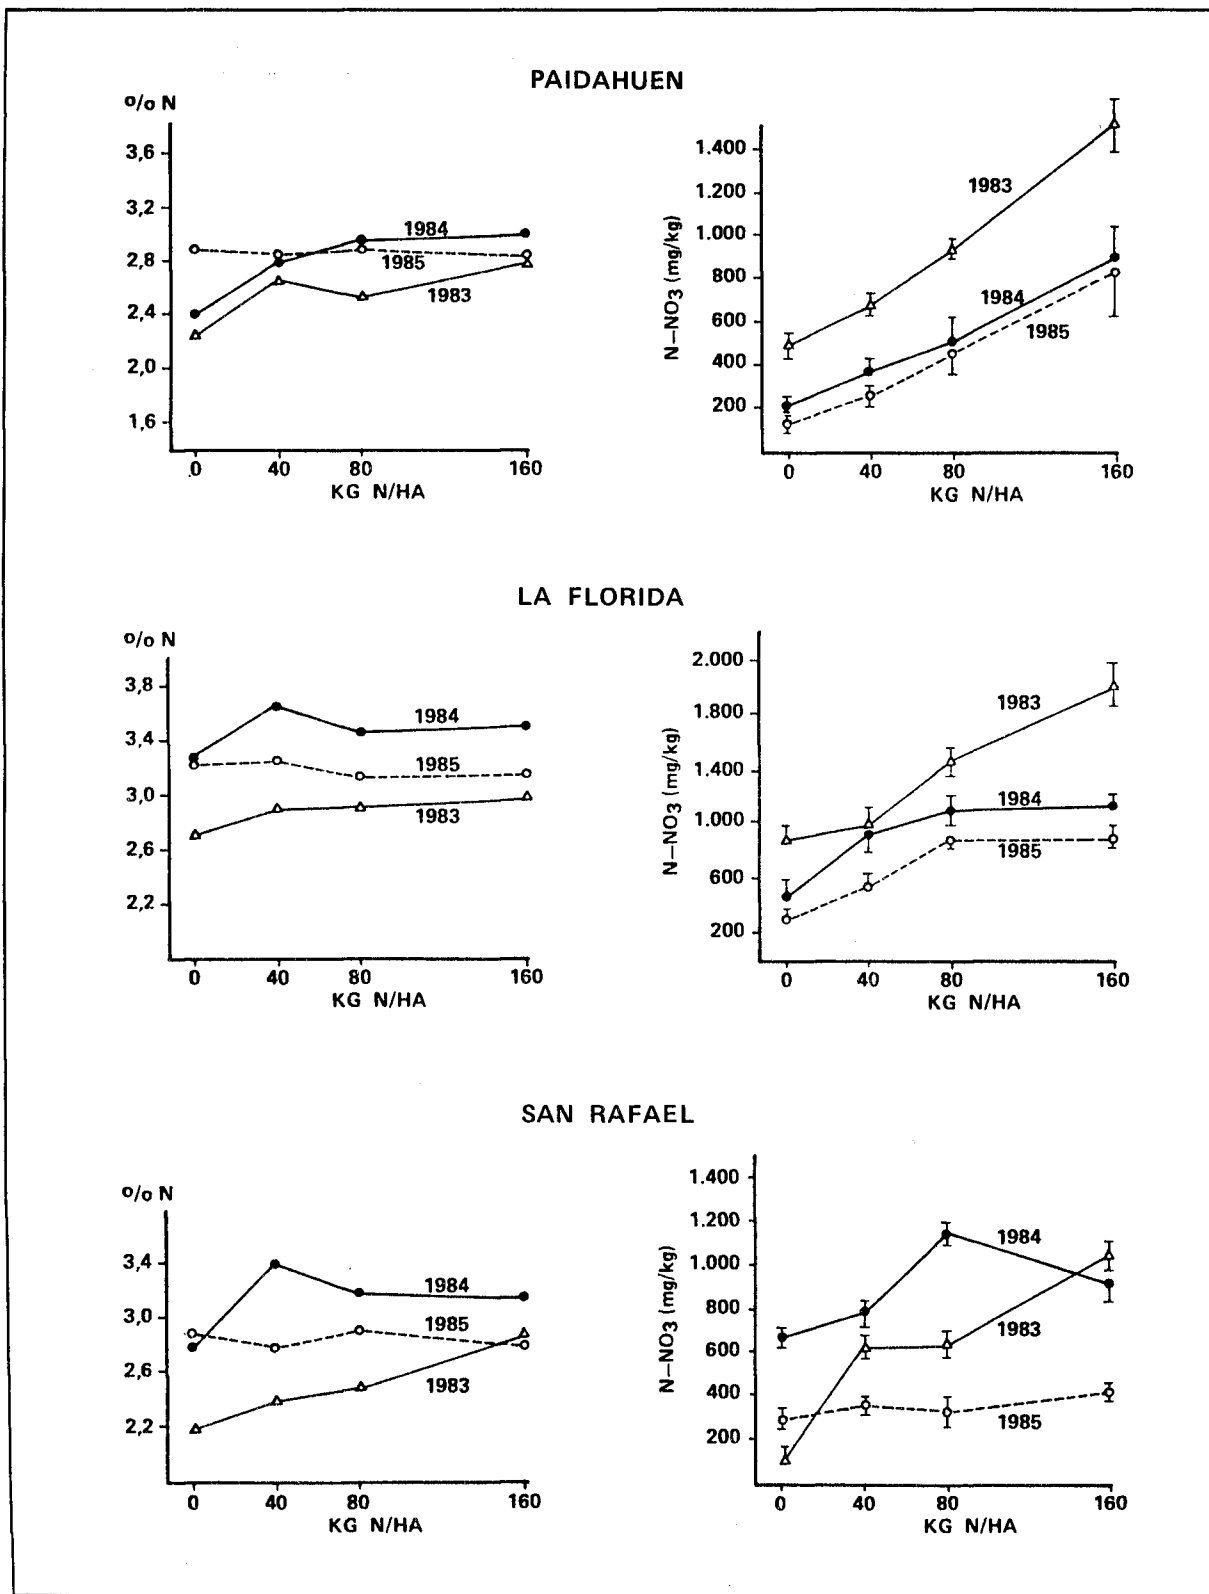 PAIDAHUEN
o/o N
3,6
3,2
2,8
2,4
2,0
1,6
1984
1985
1983
0 40 80 160
KG N/HA
N–NO3 (mg/kg)
1.400
1.200
1.000
800
600
400
200
1983
1984
1985
0 40 80 160
KG N/HA
LA FLORIDA
o/o N
3,8
3,4
3,0
2,6
2,2
1984
1985
1983
0 40 80 160
KG N/HA
N–NO3 (mg/kg)
2.000
1.800
1.400
1.000
600
200
1983
1984
1985
0 40 80 160
KG N/HA
SAN RAFAEL
o/o N
3,4
3,0
2,6
2,2
1984
1985
1983
0 40 80 160
KG N/HA
N–NO3 (mg/kg)
1.400
1.200
1.000
800
600
400
200
1984
1983
1985
0 40 80 160
KG N/HA